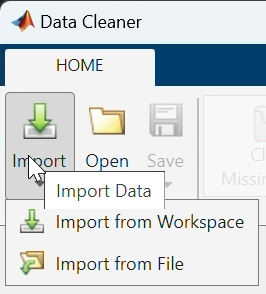 Data Cleaner
HOME
Import
Open
Save
Import Data
Import from Workspace
Import from File